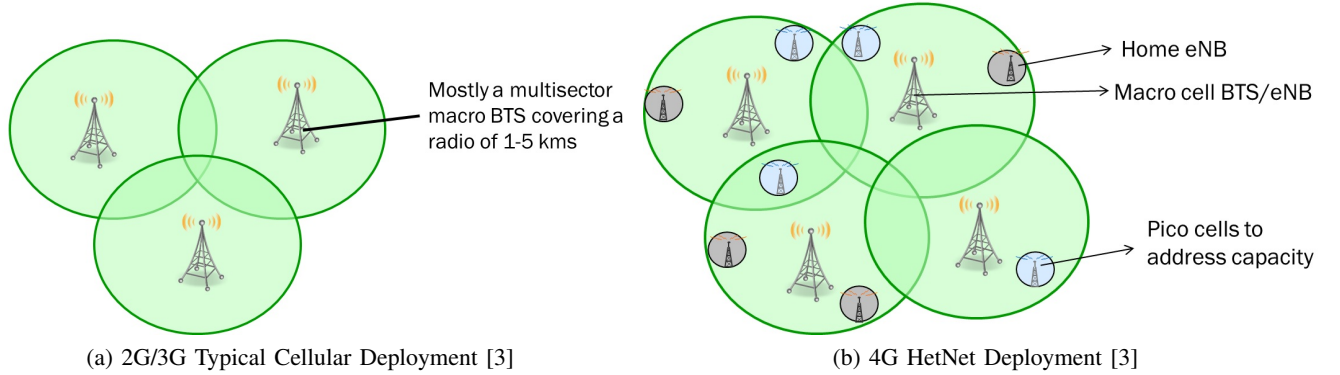 Mostly a multisector
macro BTS covering a
radio of 1-5 kms
(a) 2G/3G Typical Cellular Deployment [3]
Home eNB
Macro cell BTS/eNB
Pico cells to
address capacity
(b) 4G HetNet Deployment [3]